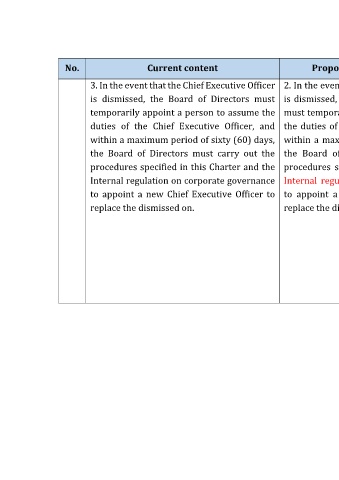 No.
Current content
Propo
3. In the event that the Chief Executive Officer
is dismissed, the Board of Directors must
temporarily appoint a person to assume the
duties of the Chief Executive Officer, and
within a maximum period of sixty (60) days,
the Board of Directors must carry out the
procedures specified in this Charter and the
Internal regulation on corporate governance
to appoint a new Chief Executive Officer to
replace the dismissed on.
2. In the even
is dismissed,
must tempora
the duties of
within a max
the Board of
procedures s
Internal regu
to appoint a
replace the di